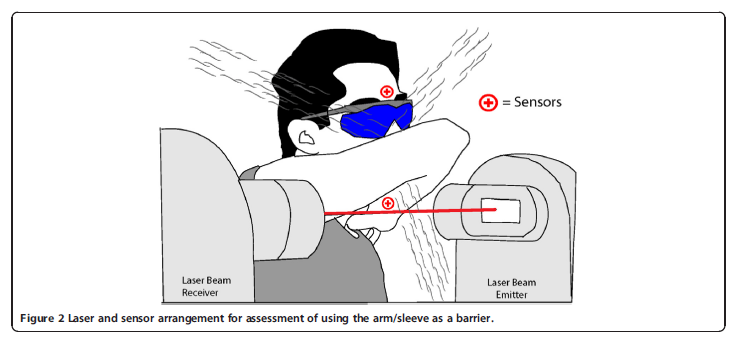 = Sensors
Laser Beam
Receiver
Laser Beam
Emitter
Figure 2 Laser and sensor arrangement for assessment of using the arm/sleeve as a barrier.